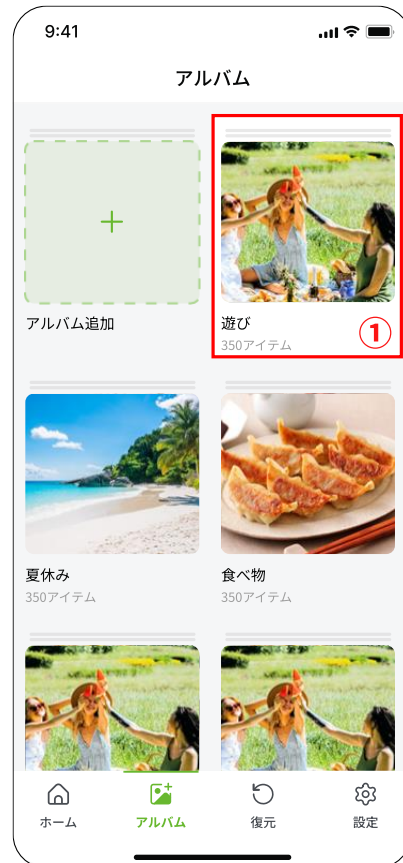 9:41
アルバム
アルバム追加
遊び
350アイテム
①
夏休み
350アイテム
食べ物
350アイテム
ホーム
アルバム
復元
設定